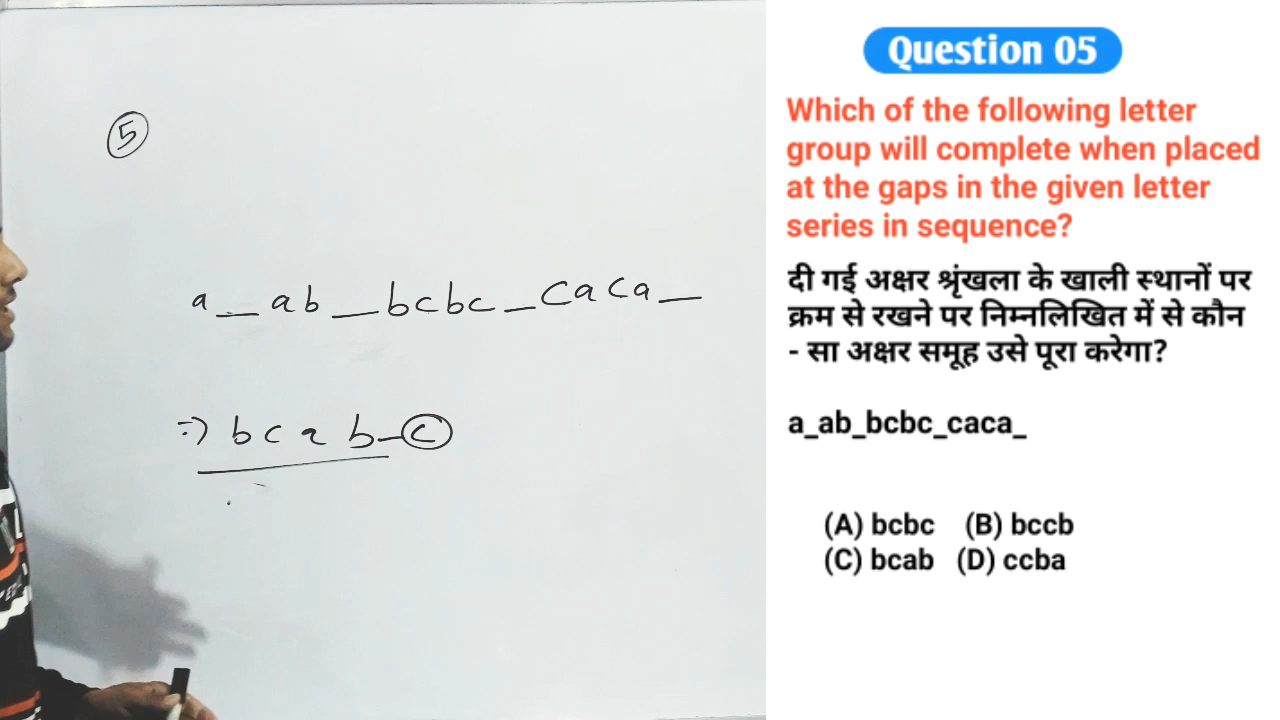 5
a__ab__bcbc__caca__
=> bcab-c
Question 05
Which of the following letter
group will complete when placed
at the gaps in the given letter
series in sequence?
दी गई अक्षर श्रृंखला के खाली स्थानों पर
क्रम से रखने पर निम्नलिखित में से कौन
- सा अक्षर समूह उसे पूरा करेगा?
a_ab_bcbc_caca_
(A) bcbc (B) bccb
(C) bcab (D) ccba